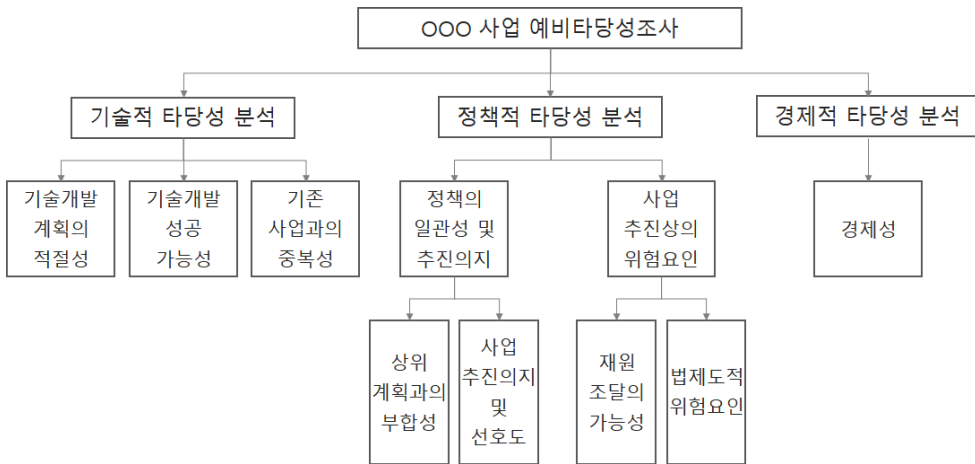 OOO 사업 예비타당성조사
기술적 타당성 분석
정책적 타당성 분석
경제적 타당성 분석
기술개발
계획의
적절성
기술개발
성공
가능성
기존
사업과의
중복성
정책의
일관성 및
추진의지
사업
추진상의
위험요인
경제성
상위
계획과의
부합성
사업
추진의지
및
선호도
재원
조달의
가능성
법제도적
위험요인